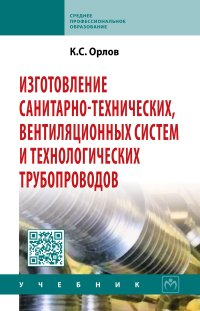 СРЕДНЕЕ
ПРОФЕССИОНАЛЬНОЕ
ОБРАЗОВАНИЕ
К.С. Орлов
ИЗГОТОВЛЕНИЕ
САНИТАРНО-ТЕХНИЧЕСКИХ,
ВЕНТИЛЯЦИОННЫХ СИСТЕМ
И ТЕХНОЛОГИЧЕСКИХ
ТРУБОПРОВОДОВ
УЧЕБНИК